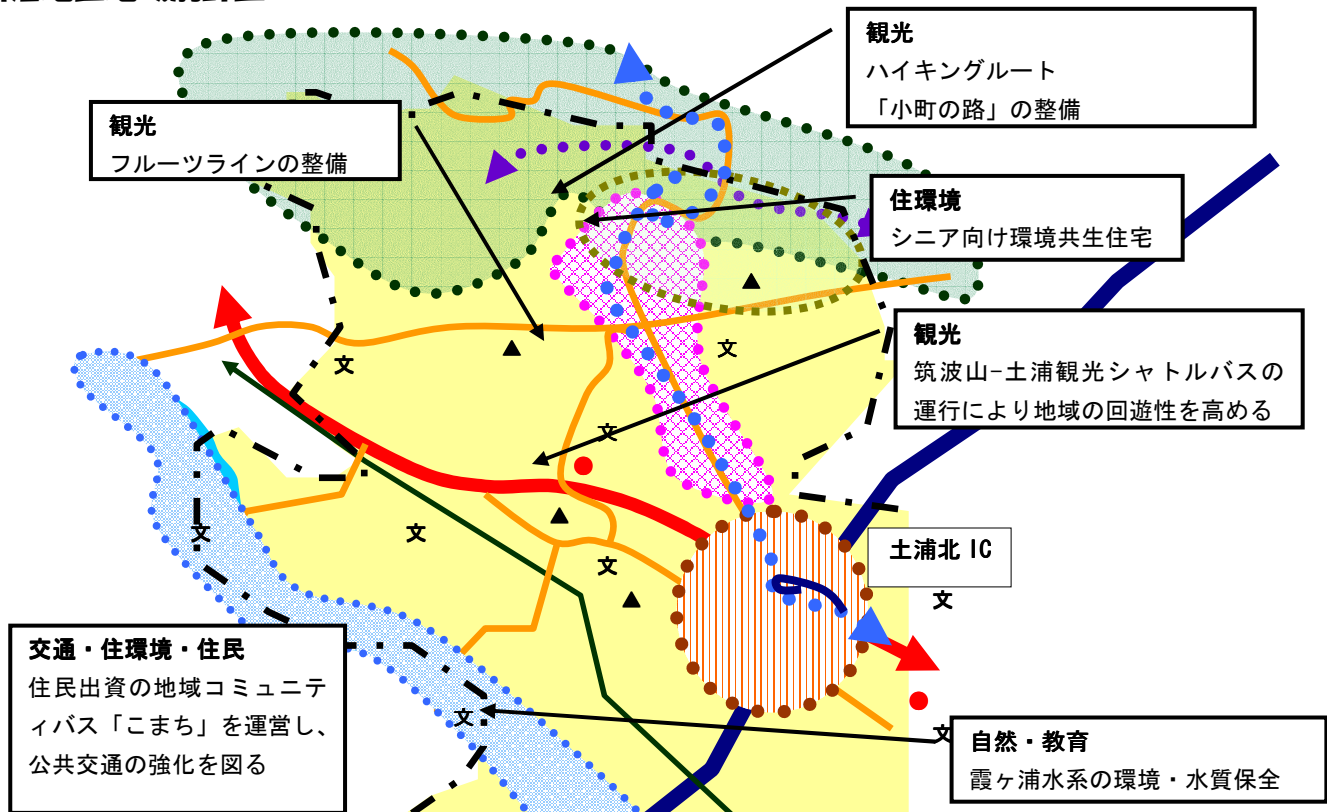 観光
ハイキングルート
「小町の路」の整備
観光
フルーツラインの整備
住環境
シニア向け環境共生住宅
観光
筑波山−土浦観光シャトルバスの
運行により地域の回遊性を高める
文
文
文
文
文
土浦北 IC
文
文
交通・住環境・住民
住民出資の地域コミュニテ
ィバス「こまち」を運営し、
公共交通の強化を図る
文
文
自然・教育
霞ヶ浦水系の環境・水質保全